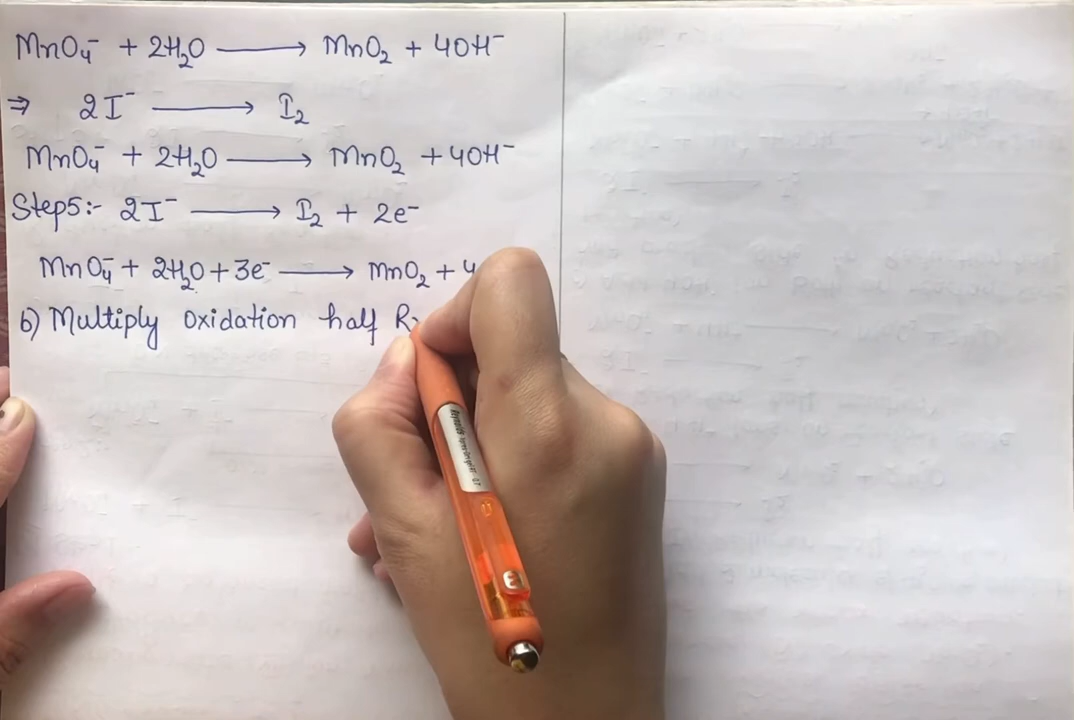 MnO₄⁻ + 2H₂O ⟶ MnO₂ + 4OH⁻
⇒ 2I⁻ ⟶ I₂
MnO₄⁻ + 2H₂O ⟶ MnO₂ + 4OH⁻
Step5:- 2I⁻ ⟶ I₂ + 2e⁻
MnO₄⁻ + 2H₂O + 3e⁻ ⟶ MnO₂ + 4
6) Multiply oxidation half